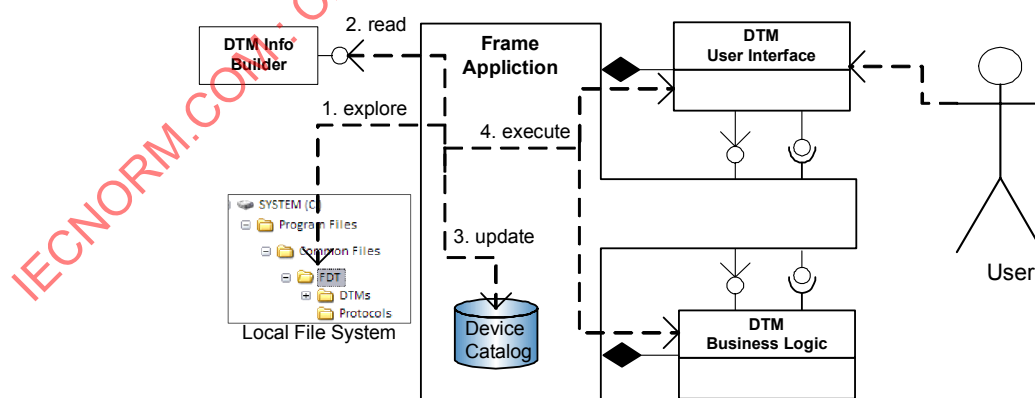 2. read
DTM Info
Builder
Frame
Appliction
DTM
User Interface
1. explore
4. execute
SYSTEM (C
Program Files
Common Files
FDT
DTMs
Protocols
Local File System
3. update
Device
Catalog
DTM
Business Logic
User
IECNORM.COM: